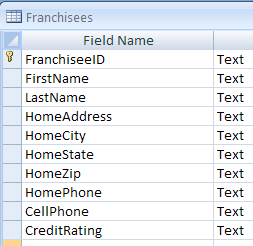 Franchisees
Field Name
FranchiseeID Text
FirstName Text
LastName Text
HomeAddress Text
HomeCity Text
HomeState Text
HomeZip Text
HomePhone Text
CellPhone Text
CreditRating Text